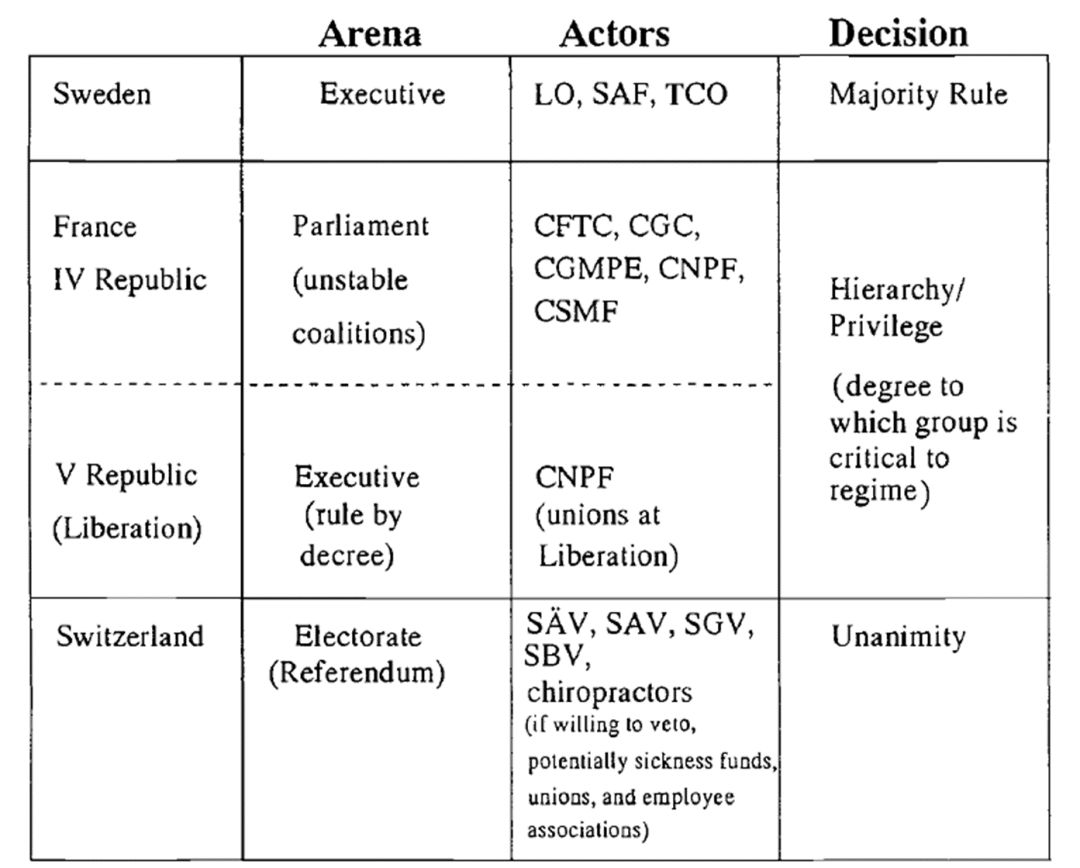 Arena Actors Decision
Sweden Executive LO, SAF, TCO Majority Rule
France
IV Republic
Parliament
(unstable
coalitions)
CFTC, CGC,
CGMPE, CNPF,
CSMF
Hierarchy/
Privilege
(degree to
which group is
critical to
regime)
V Republic
(Liberation)
Executive
(rule by
decree)
CNPF
(unions at
Liberation)
Switzerland
Electorate
(Referendum)
SÄV, SAV, SGV,
SBV,
chiropractors
(if willing to veto,
potentially sickness funds,
unions, and employee
associations)
Unanimity